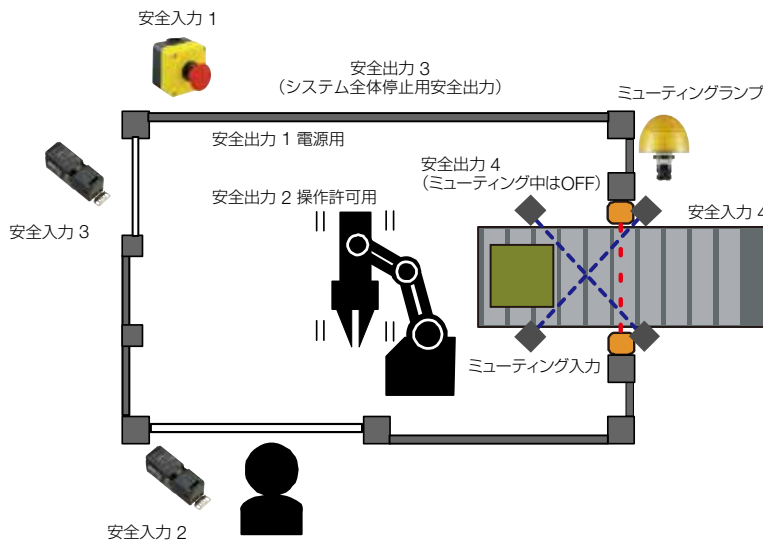 安全入力 1
安全出力 3
（システム全体停止用安全出力）
ミューティングランプ
安全出力 1 電源用
安全出力 4
（ミューティング中はOFF）
安全出力 2 操作許可用
安全入力 4
安全入力 3
ミューティング入力
安全入力 2